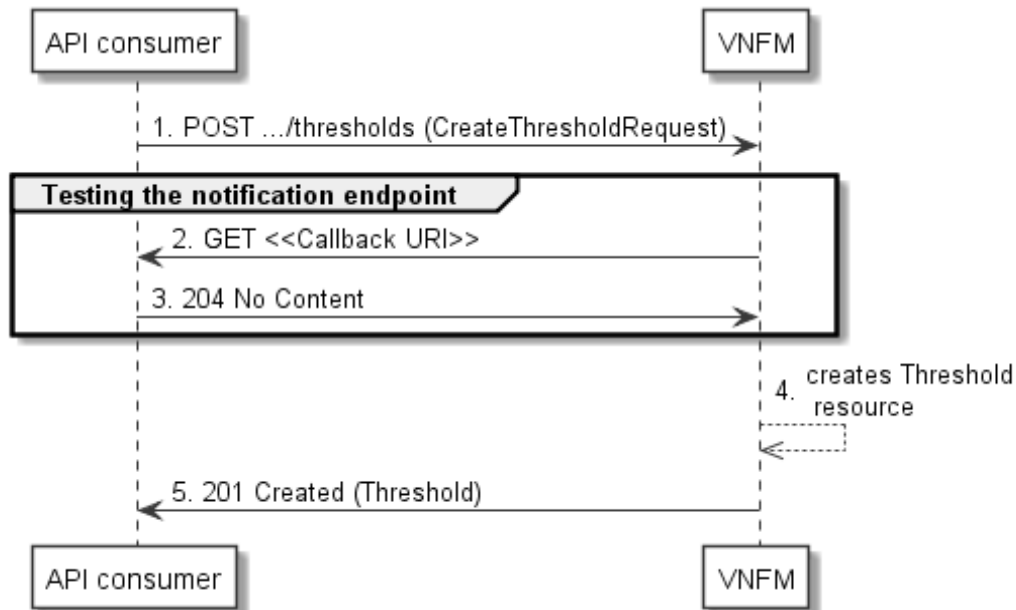 API consumer
VNFM
1. POST .../thresholds (CreateThresholdRequest)
Testing the notification endpoint
2. GET <<Callback URI>>
3. 204 No Content
4. creates Threshold
resource
5. 201 Created (Threshold)
API consumer
VNFM